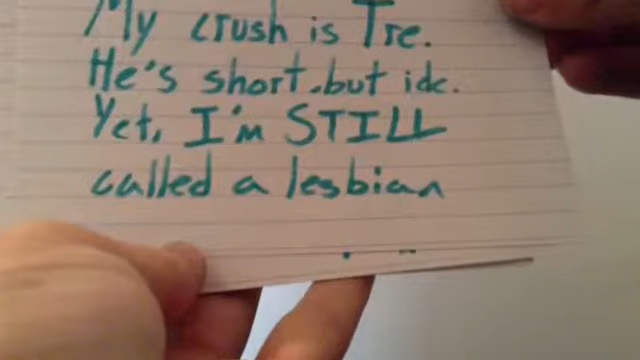 My crush is Tre.
He's short. but idc.
Yet, I'm STILL
called a lesbian